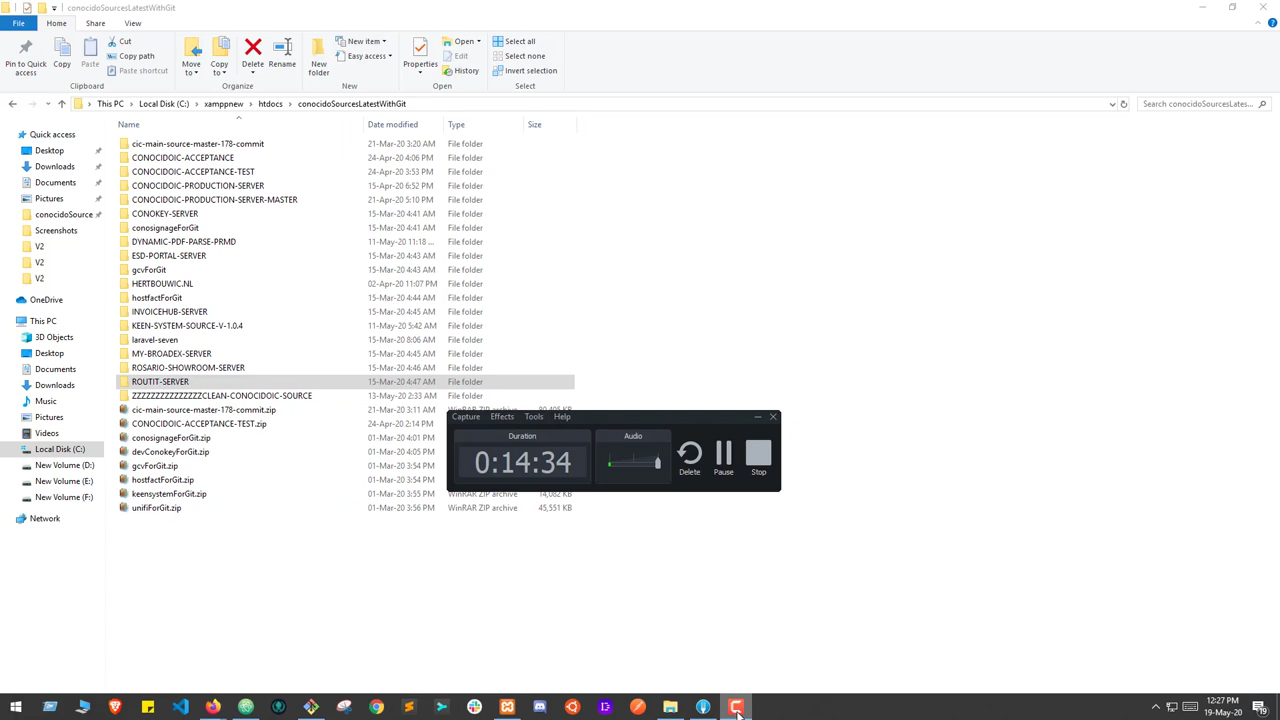 conocidoSourcesLatestWithGit
File Home Share View
Pin to Quick access
Copy
Paste
Cut
Copy path
Paste shortcut
Clipboard
Move to
Copy to
Delete
Rename
Organize
New folder
New item
Easy access
New
Properties
Open
Edit
History
Open
Select all
Select none
Invert selection
Select
This PC Local Disk (C:) xamppnew htdocs conocidoSourcesLatestWithGit
Search conocidoSourcesLates...
Quick access
Desktop
Downloads
Documents
Pictures
conocidoSource
Screenshots
V2
V2
V2
OneDrive
This PC
3D Objects
Desktop
Documents
Downloads
Music
Pictures
Videos
Local Disk (C:)
New Volume (D:)
New Volume (E:)
New Volume (F:)
Network
Name Date modified Type Size
cic-main-source-master-178-commit 21-Mar-20 3:20 AM File folder
CONOCIDOIC-ACCEPTANCE 24-Apr-20 4:06 PM File folder
CONOCIDOIC-ACCEPTANCE-TEST 24-Apr-20 3:53 PM File folder
CONOCIDOIC-PRODUCTION-SERVER 15-Apr-20 6:52 PM File folder
CONOCIDOIC-PRODUCTION-SERVER-MASTER 21-Apr-20 5:10 PM File folder
CONOKEY-SERVER 15-Mar-20 4:41 AM File folder
conosignageForGit 15-Mar-20 4:41 AM File folder
DYNAMIC-PDF-PARSE-PRMD 11-May-20 11:18 ... File folder
ESD-PORTAL-SERVER 15-Mar-20 4:43 AM File folder
gcvForGit 15-Mar-20 4:43 AM File folder
HERTBOUWIC.NL 02-Apr-20 11:07 PM File folder
hostfactForGit 15-Mar-20 4:44 AM File folder
INVOICEHUB-SERVER 15-Mar-20 4:45 AM File folder
KEEN-SYSTEM-SOURCE-V-1.0.4 11-May-20 5:42 AM File folder
laravel-seven 15-Mar-20 8:06 AM File folder
MY-BROADEX-SERVER 15-Mar-20 4:45 AM File folder
ROSARIO-SHOWROOM-SERVER 15-Mar-20 4:46 AM File folder
ROUTIT-SERVER 15-Mar-20 4:47 AM File folder
ZZZZZZZZZZZZZCLEAN-CONOCIDOIC-SOURCE 13-May-20 2:33 AM File folder
cic-main-source-master-178-commit.zip 21-Mar-20 3:11 AM
CONOCIDOIC-ACCEPTANCE-TEST.zip 24-Apr-20 2:14 PM
conosignageForGit.zip 01-Mar-20 4:01 PM
devConokeyForGit.zip 01-Mar-20 4:05 PM
gcvForGit.zip 01-Mar-20 3:54 PM
hostfactForGit.zip 01-Mar-20 3:54 PM
keensystemForGit.zip 01-Mar-20 3:55 PM WinRAR ZIP archive 14,082 KB
unifiForGit.zip 01-Mar-20 3:56 PM WinRAR ZIP archive 45,551 KB
Capture Effects Tools Help
Duration
0:14:34
Audio
Delete
Pause
Stop
12:27 PM
19-May-20
19